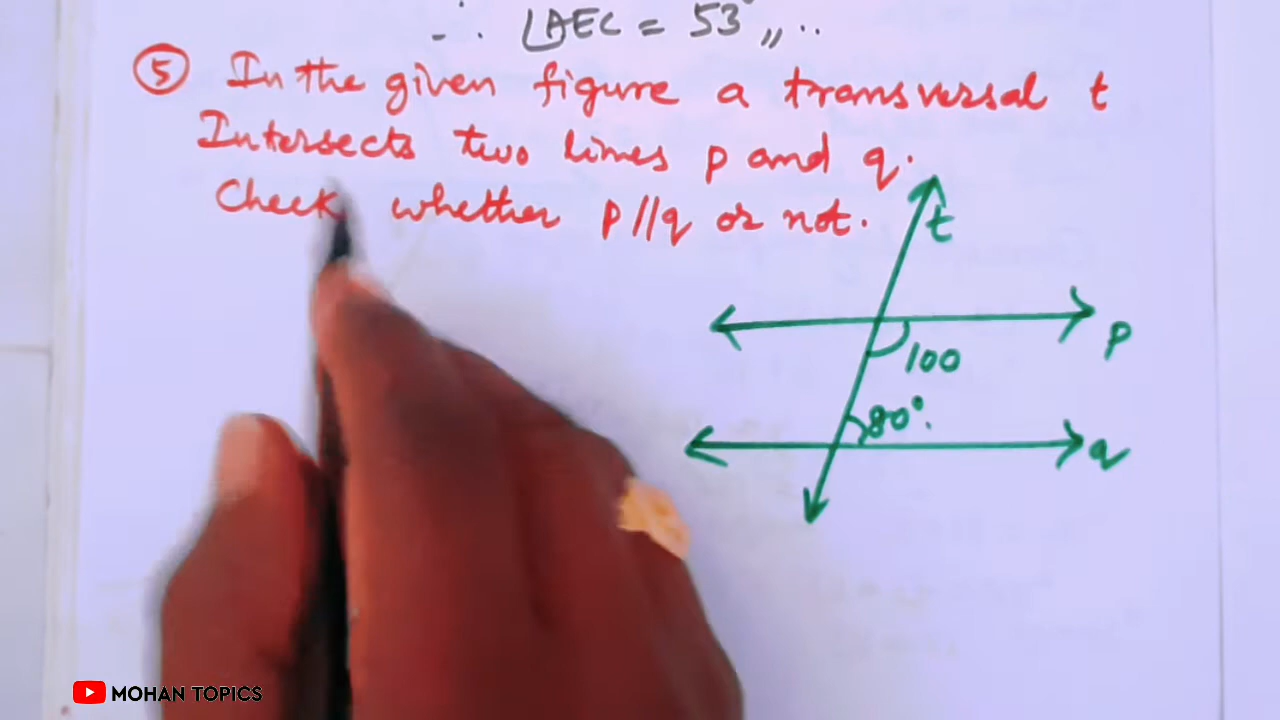 ∴ ∠AEC = 53° ,, ..
⑤ In the given figure a transversal t
Intersects two lines p and q.
Check whether p//q or not.
t
p
100
80°.
q
MOHAN TOPICS